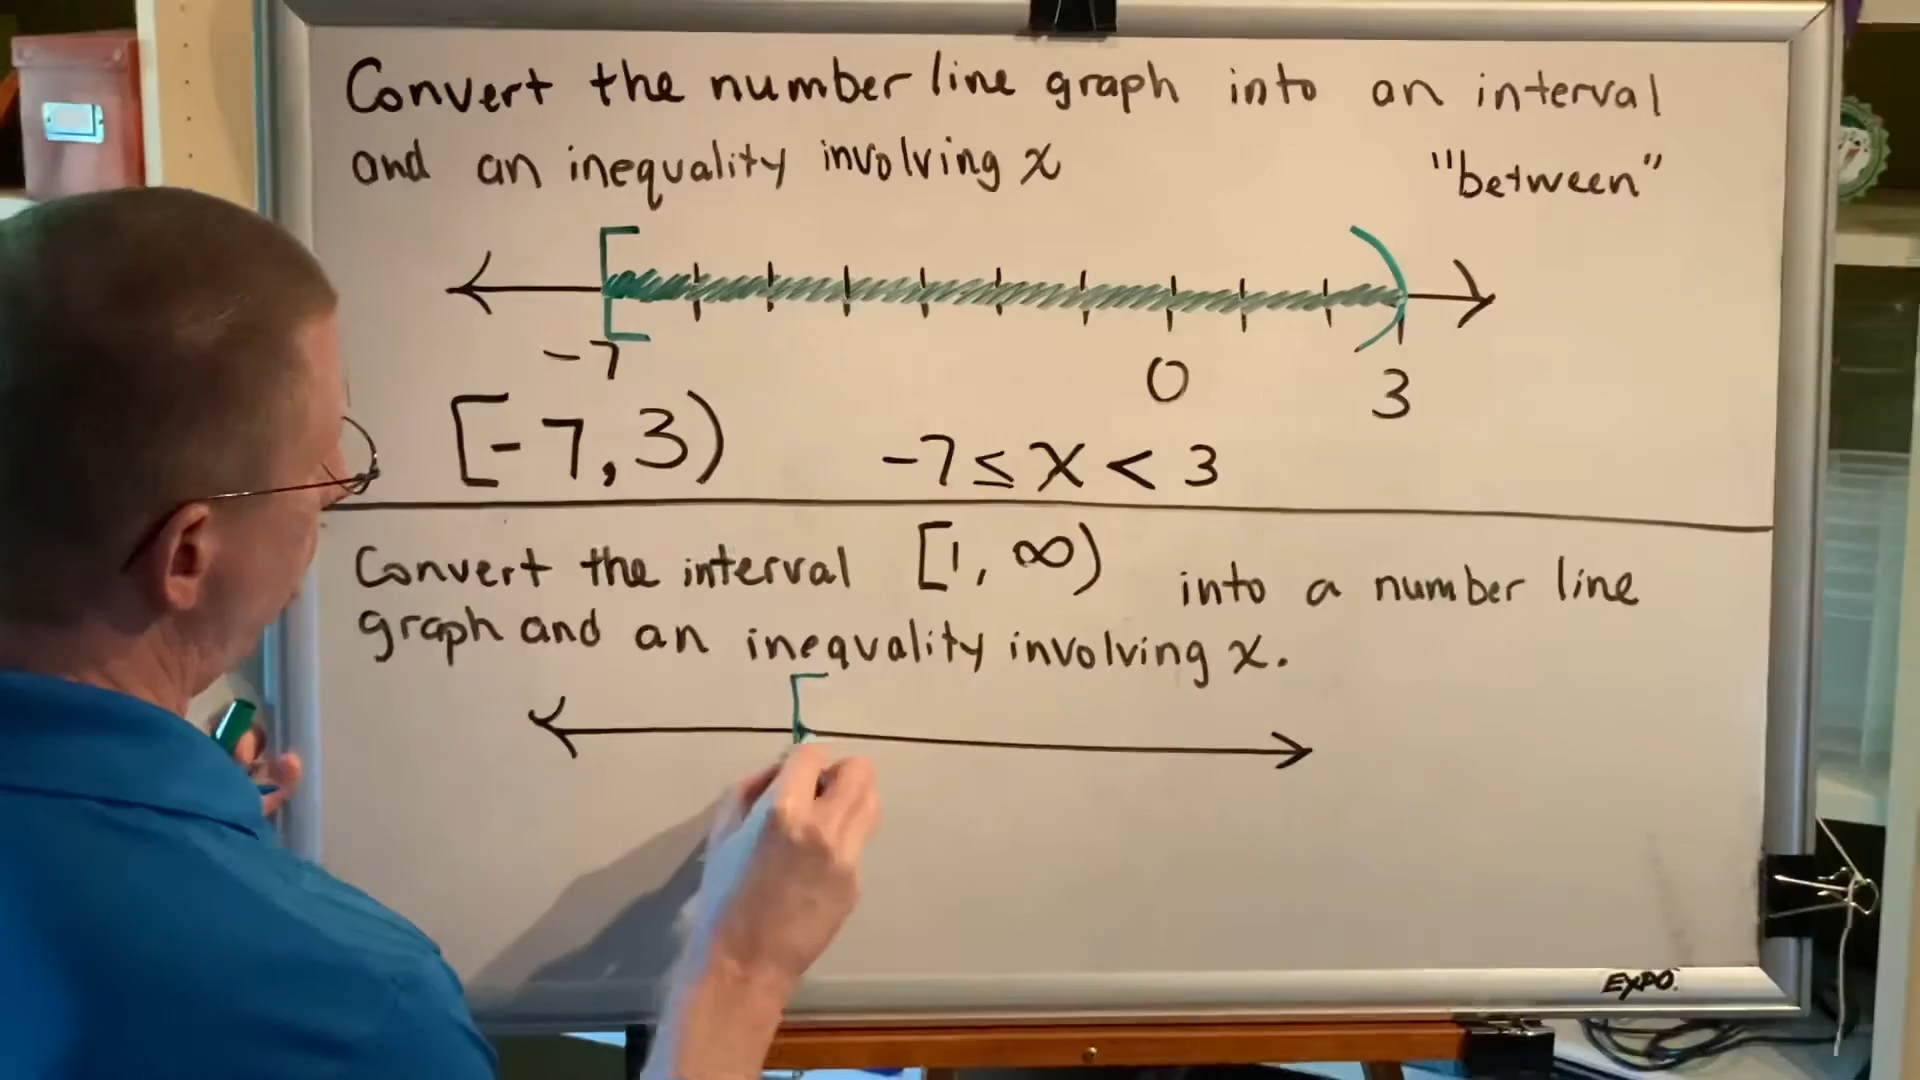 Convert the number line graph into an interval
and an inequality involving x
"between"
-7
0
3
[-7,3)
-7 ≤ x < 3
Convert the interval [1, ∞) into a number line
graph and an inequality involving x.
EXPO